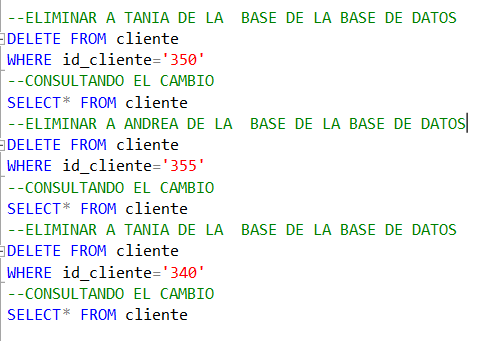 --ELIMINAR A TANIA DE LA  BASE DE LA BASE DE DATOS
DELETE FROM cliente
WHERE id_cliente='350'
--CONSULTANDO EL CAMBIO
SELECT* FROM cliente
--ELIMINAR A ANDREA DE LA  BASE DE LA BASE DE DATOS
DELETE FROM cliente
WHERE id_cliente='355'
--CONSULTANDO EL CAMBIO
SELECT* FROM cliente
--ELIMINAR A TANIA DE LA  BASE DE LA BASE DE DATOS
DELETE FROM cliente
WHERE id_cliente='340'
--CONSULTANDO EL CAMBIO
SELECT* FROM cliente